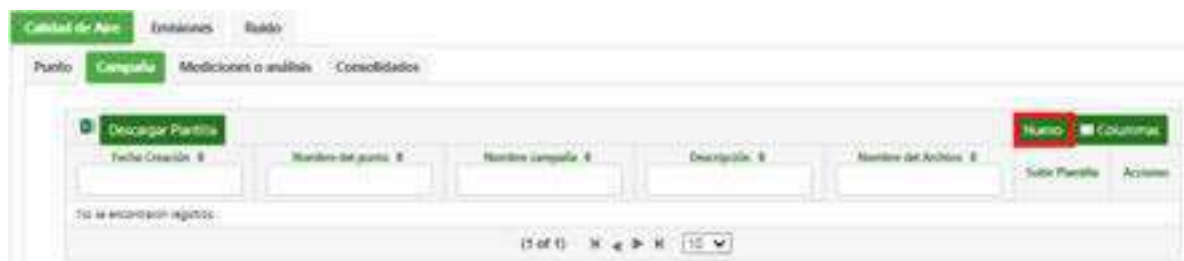 Calidad de Aire Emisiones Ruido
Punto Campaña Mediciones o análisis Consolidados
Descargar Plantilla Nuevo Columnas
Fecha Creación Nombre del punto Nombre campaña Descripción Nombre del Archivo Subir Plantilla Acciones
No se encontraron registros
(1 of 1) 10